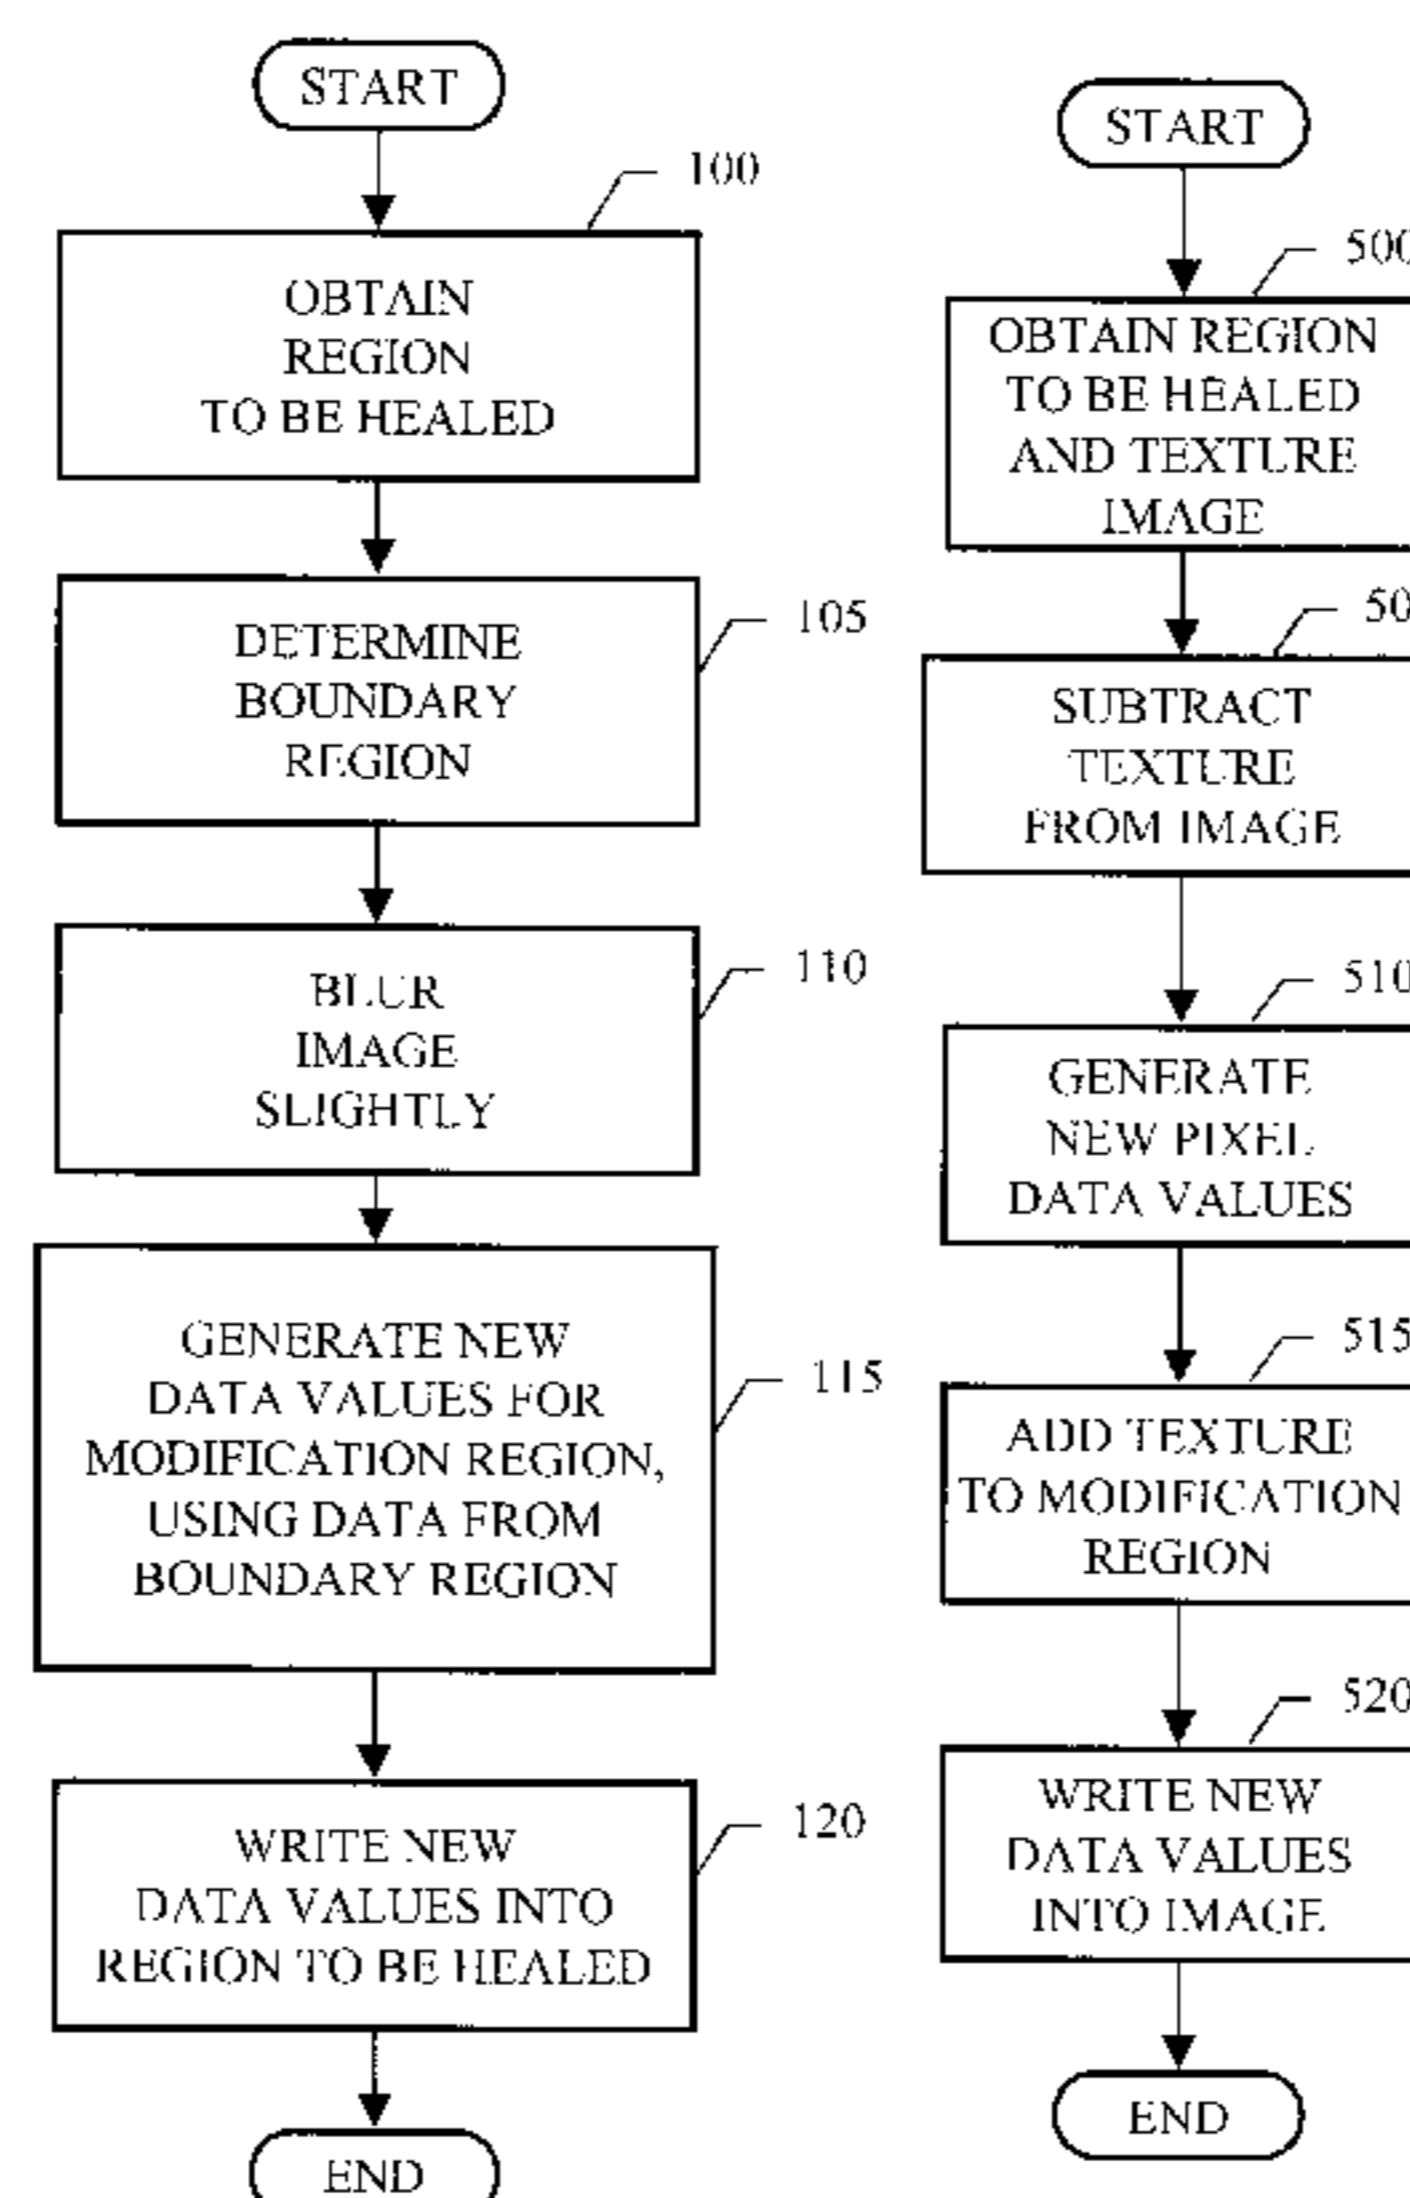 START
100
OBTAIN
REGION
TO BE HEALED
DETERMINE
BOUNDARY
REGION
105
BLUR
IMAGE
SLIGHTLY
110
GENERATE NEW
DATA VALUES FOR
MODIFICATION REGION,
USING DATA FROM
BOUNDARY REGION
115
WRITE NEW
DATA VALUES INTO
REGION TO BE HEALED
120
END
START
500
OBTAIN REGION
TO BE HEALED
AND TEXTURE
IMAGE
SUBTRACT
TEXTURE
FROM IMAGE
510
GENERATE
NEW PIXEL
DATA VALUES
515
ADD TEXTURE
TO MODIFICATION
REGION
520
WRITE NEW
DATA VALUES
INTO IMAGE
END